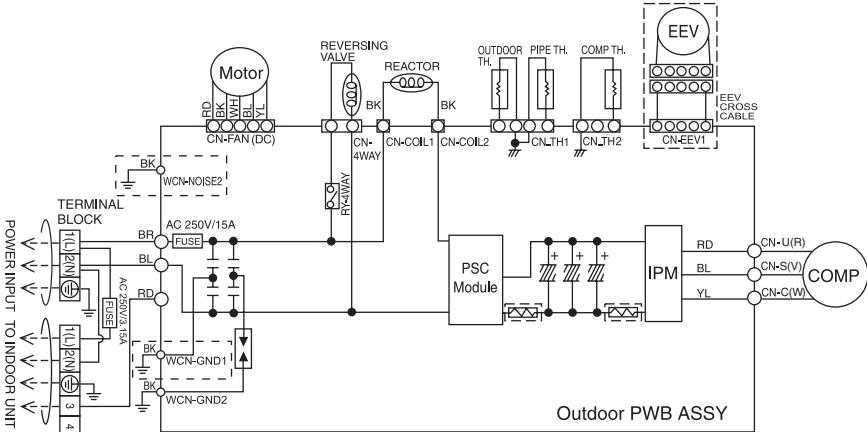 EEV
REVERSING
VALVE
REACTOR
OUTDOOR
TH.
PIPE TH.
COMP TH.
Motor
RD
BK
WH
BL
YL
BK
BK
EEV
CROSS
CABLE
CN-FAN (DC)
CN-
4WAY
CN-COIL1
CN-COIL2
CN_TH1
CN_TH2
CN-EEV1
BK
WCN-NOISE2
RY-4WAY
TERMINAL
BLOCK
AC 250V/15A
BR
FUSE
BL
RD
1(L)
2(N)
AC 250V/3.15A
FUSE
POWER INPUT
TO INDOOR UNIT
1(L)
2(N)
3
4
BK
WCN-GND1
BK
WCN-GND2
PSC
Module
+
+
+
IPM
RD
BL
YL
CN-U(R)
CN-S(V)
CN-C(W)
COMP
Outdoor PWB ASSY